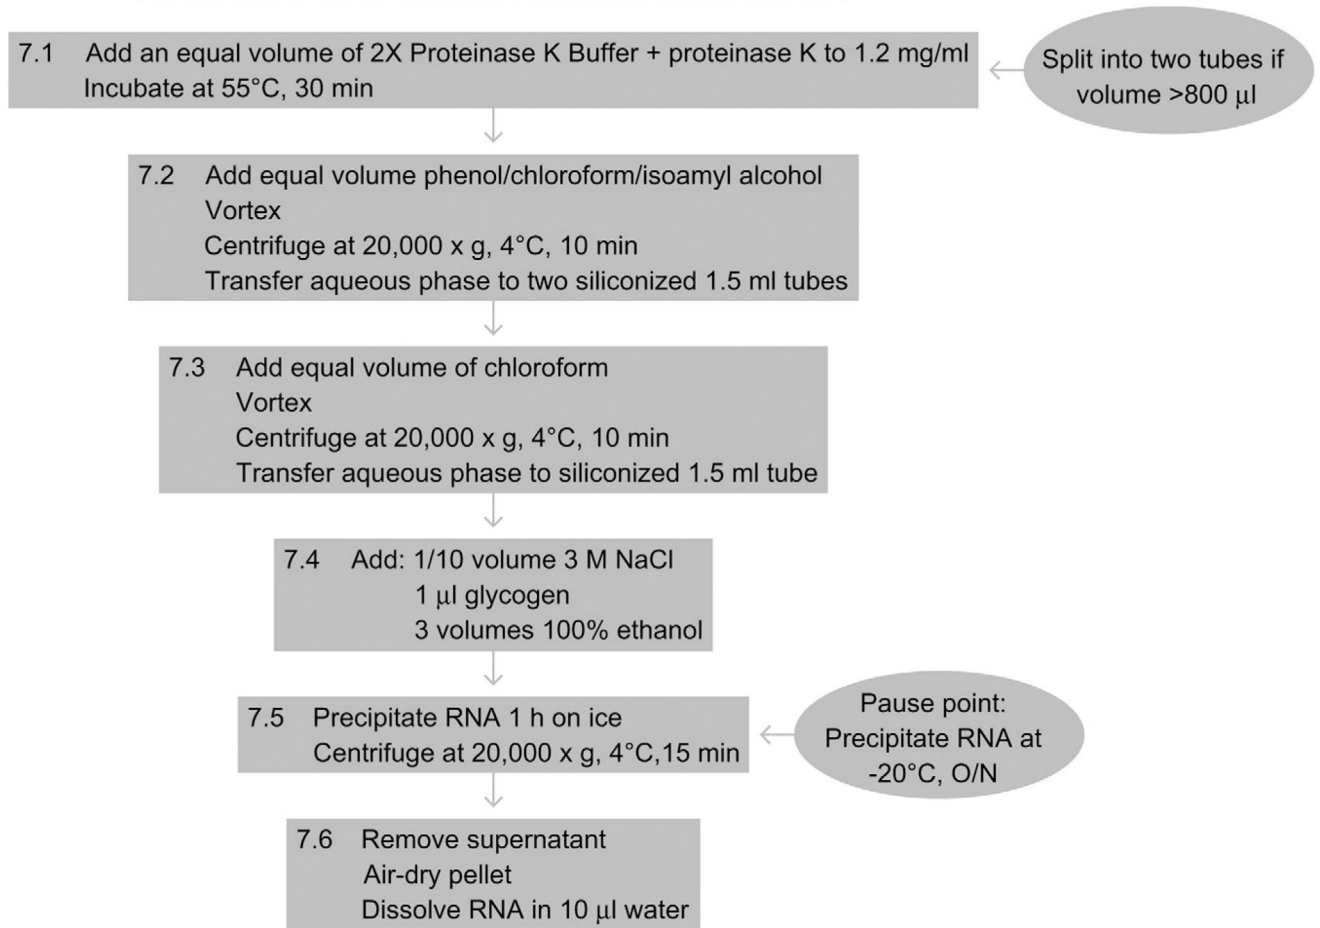 7.1 Add an equal volume of 2X Proteinase K Buffer + proteinase K to 1.2 mg/ml
Incubate at 55°C, 30 min
Split into two tubes if
volume >800 µl
7.2 Add equal volume phenol/chloroform/isoamyl alcohol
Vortex
Centrifuge at 20,000 x g, 4°C, 10 min
Transfer aqueous phase to two siliconized 1.5 ml tubes
7.3 Add equal volume of chloroform
Vortex
Centrifuge at 20,000 x g, 4°C, 10 min
Transfer aqueous phase to siliconized 1.5 ml tube
7.4 Add: 1/10 volume 3 M NaCl
1 µl glycogen
3 volumes 100% ethanol
7.5 Precipitate RNA 1 h on ice
Centrifuge at 20,000 x g, 4°C,15 min
Pause point:
Precipitate RNA at
-20°C, O/N
7.6 Remove supernatant
Air-dry pellet
Dissolve RNA in 10 µl water